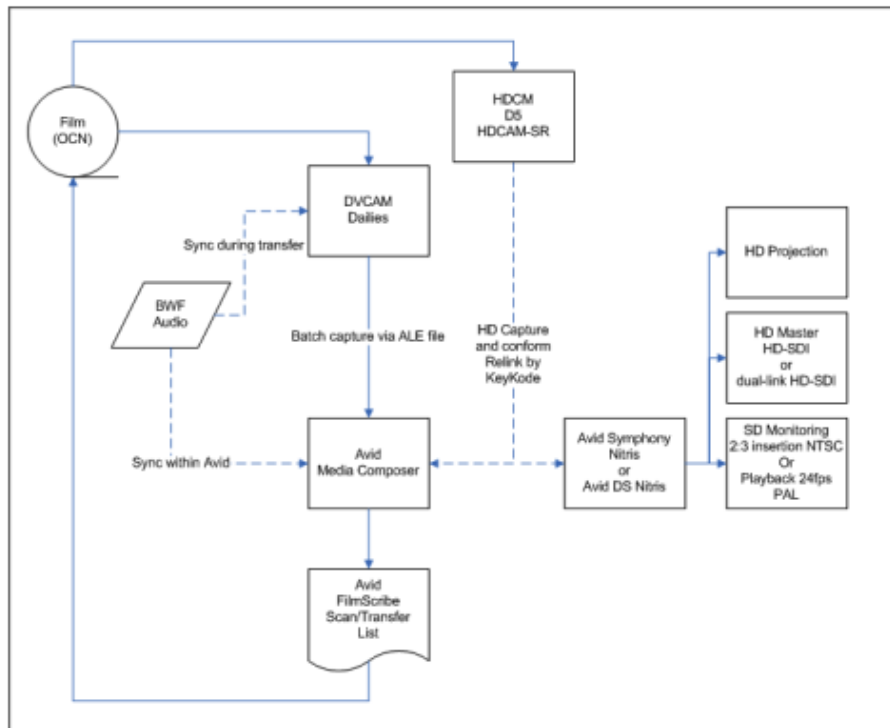 Film
(OCN)
HDCM
D5
HDCAM-SR
DVCAM
Dailies
Sync during transfer
BWF
Audio
Batch capture via ALE file
HD Capture
and conform
Relink by
KeyKode
HD Projection
HD Master
HD-SDI
or
dual-link HD-SDI
Sync within Avid
Avid
Media Composer
Avid Symphony
Nitris
or
Avid DS Nitris
SD Monitoring
2:3 insertion NTSC
Or
Playback 24fps
PAL
Avid
FilmScribe
Scan/Transfer
List